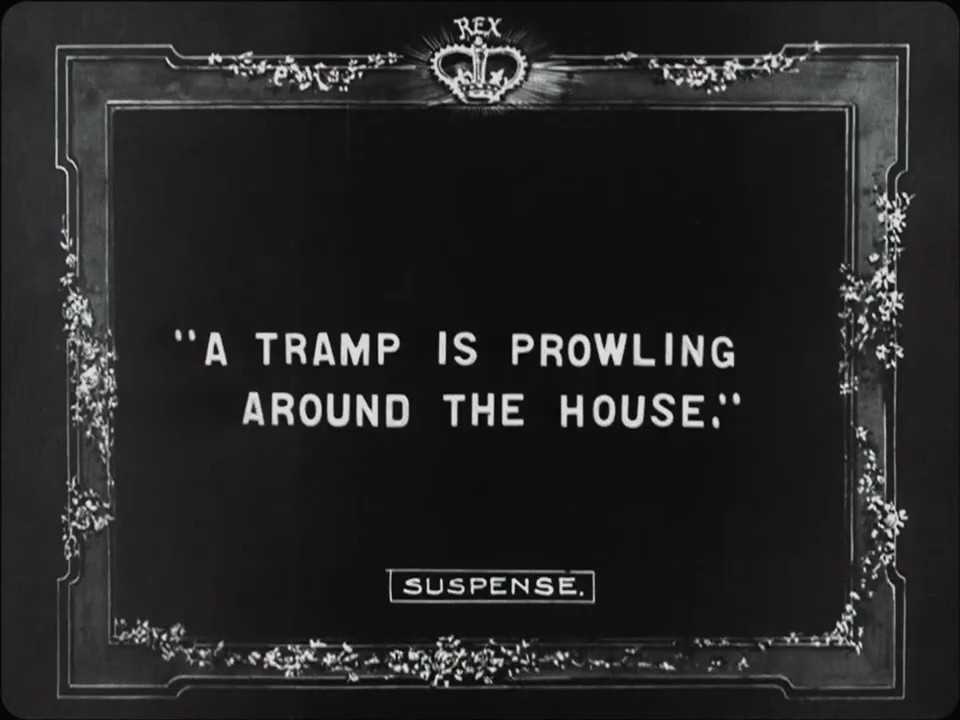 REX
"A TRAMP IS PROWLING
AROUND THE HOUSE."
SUSPENSE.